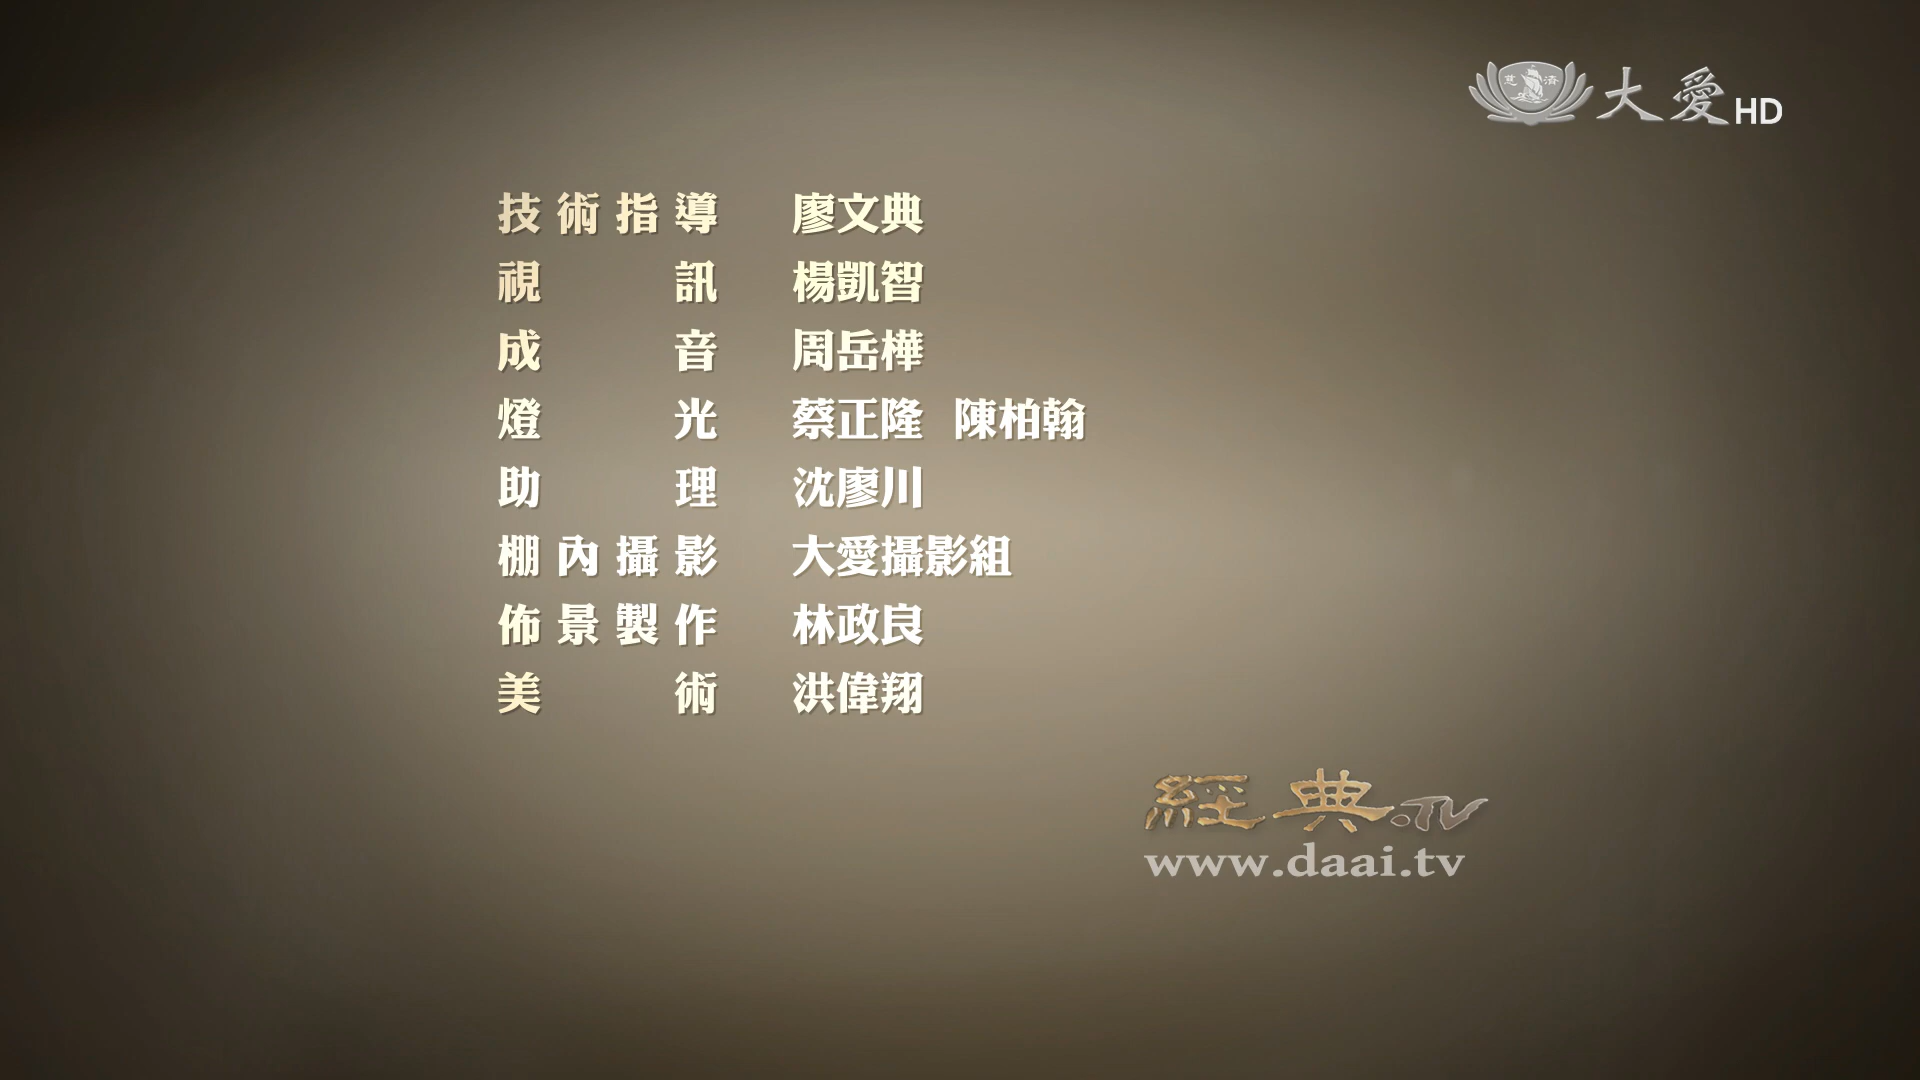 大愛HD
技術指導 廖文典
視訊 楊凱智
成音 周岳樺
燈光 蔡正隆 陳柏翰
助理 沈廖川
棚內攝影 大愛攝影組
佈景製作 林政良
美術 洪偉翔
經典.TV
www.daai.tv